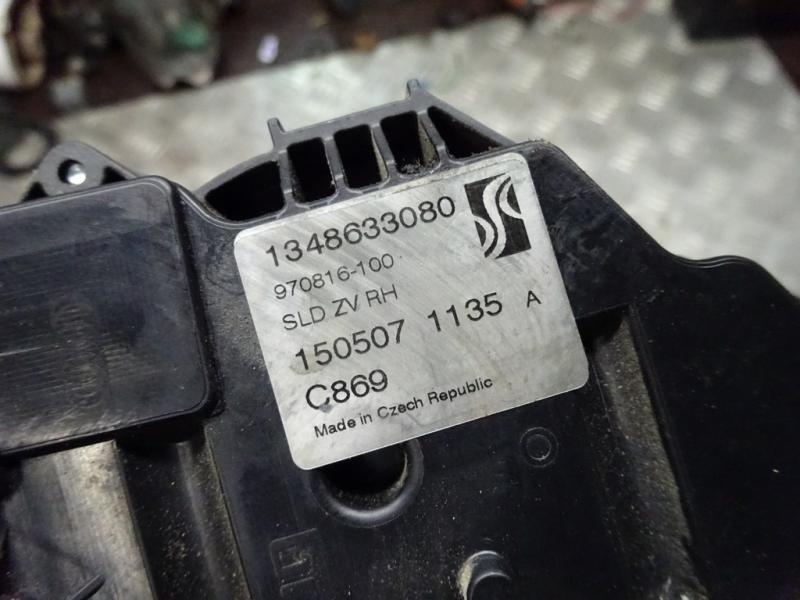 1348633080
970816-100
SLD ZV RH
150507 1135 A
C869
Made in Czech Republic